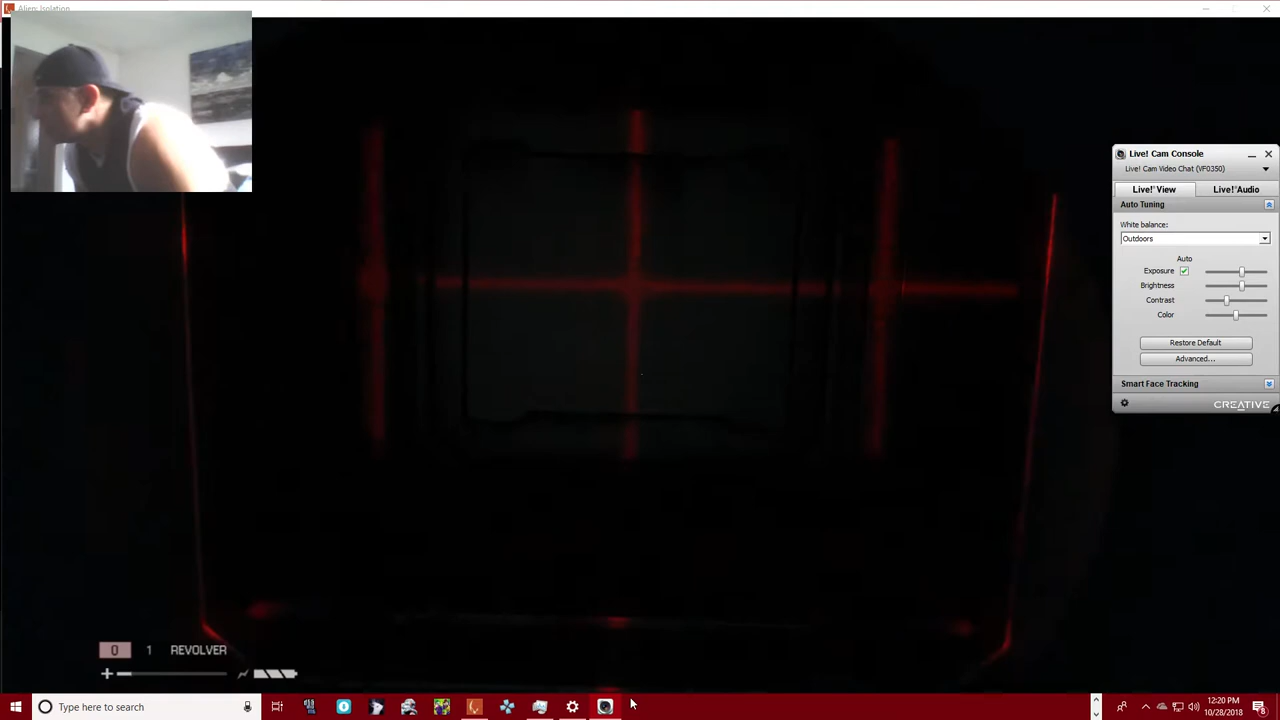 Alien: Isolation
Live! Cam Console
Live! Cam Video Chat (VF0350)
Live! View
Live! Audio
Auto Tuning
White balance:
Outdoors
Auto
Exposure
Brightness
Contrast
Color
Restore Default
Advanced...
Smart Face Tracking
CREATIVE
0 1 REVOLVER
Type here to search
12:20 PM
10/28/2018
8